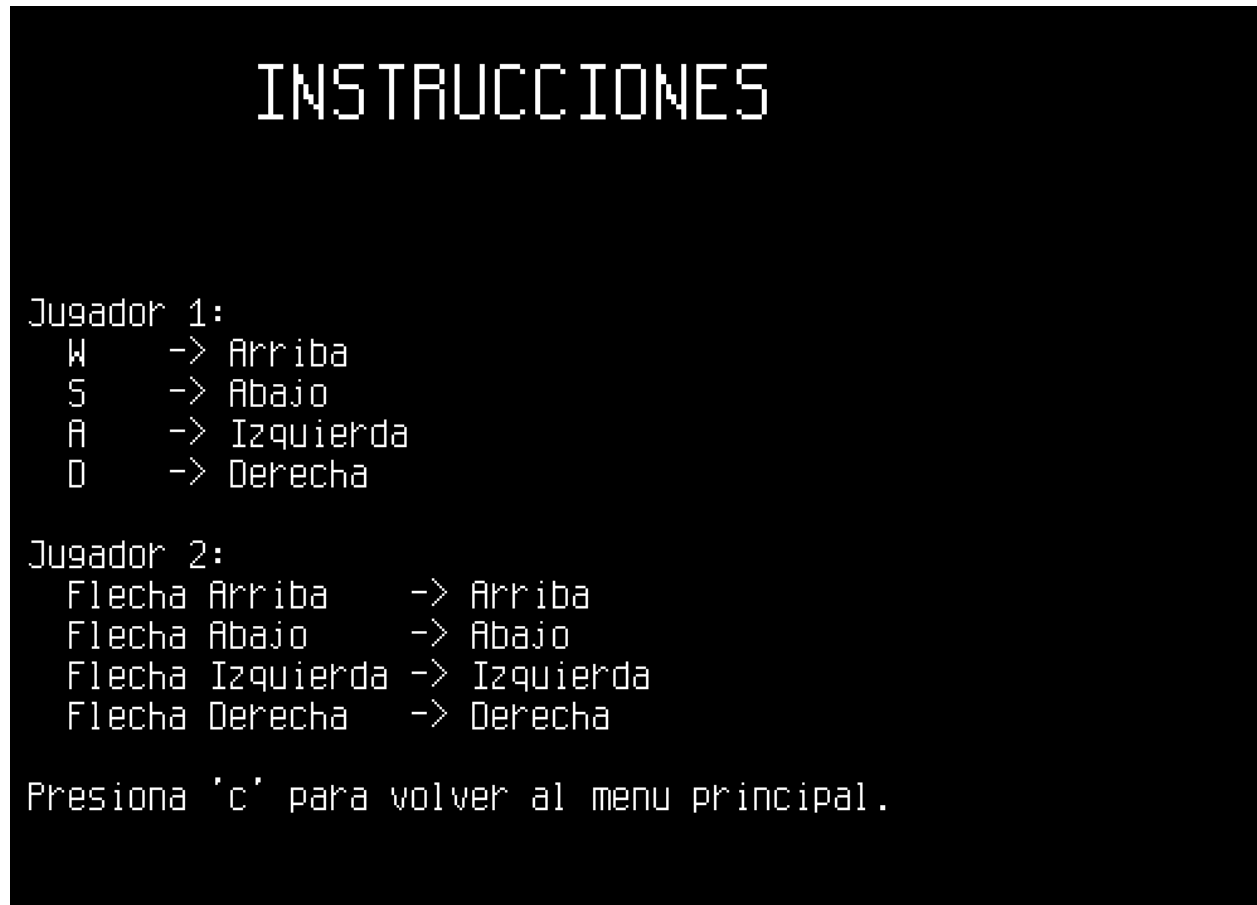 INSTRUCCIONES
Jugador 1:
W -> Arriba
S -> Abajo
A -> Izquierda
D -> Derecha
Jugador 2:
Flecha Arriba -> Arriba
Flecha Abajo -> Abajo
Flecha Izquierda -> Izquierda
Flecha Derecha -> Derecha
Presiona 'c' para volver al menu principal.